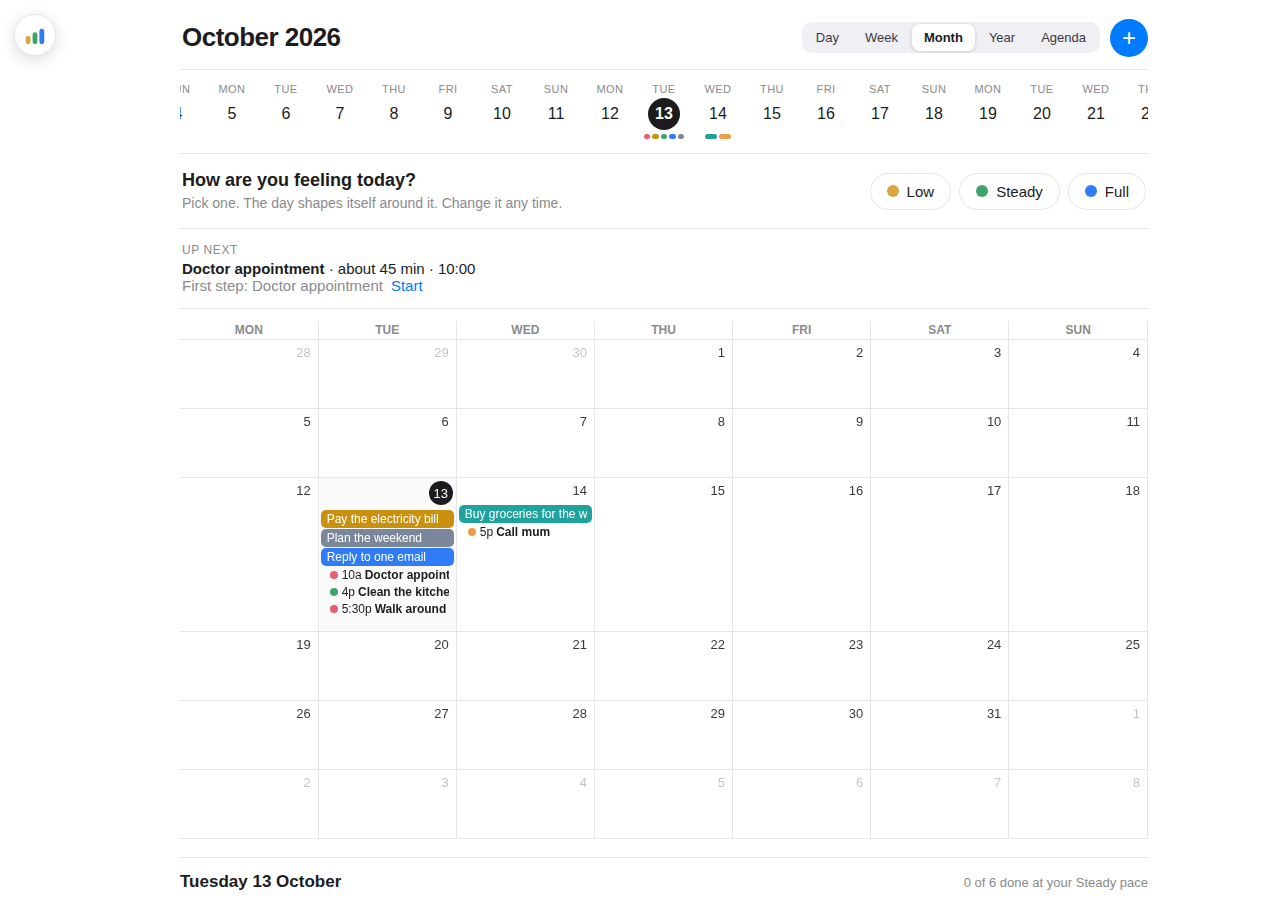 October 2026
Day Week Month Year Agenda +
UN MON TUE WED THU FRI SAT SUN MON TUE WED THU FRI SAT SUN MON TUE WED TH
4 5 6 7 8 9 10 11 12 13 14 15 16 17 18 19 20 21 2
How are you feeling today?
Pick one. The day shapes itself around it. Change it any time.
Low Steady Full
UP NEXT
Doctor appointment · about 45 min · 10:00
First step: Doctor appointment Start
MON TUE WED THU FRI SAT SUN
28 29 30 1 2 3 4
5 6 7 8 9 10 11
12 13 14 15 16 17 18
Pay the electricity bill
Plan the weekend
Reply to one email
10a Doctor appoint
4p Clean the kitche
5:30p Walk around
Buy groceries for the w
5p Call mum
19 20 21 22 23 24 25
26 27 28 29 30 31 1
2 3 4 5 6 7 8
Tuesday 13 October
0 of 6 done at your Steady pace